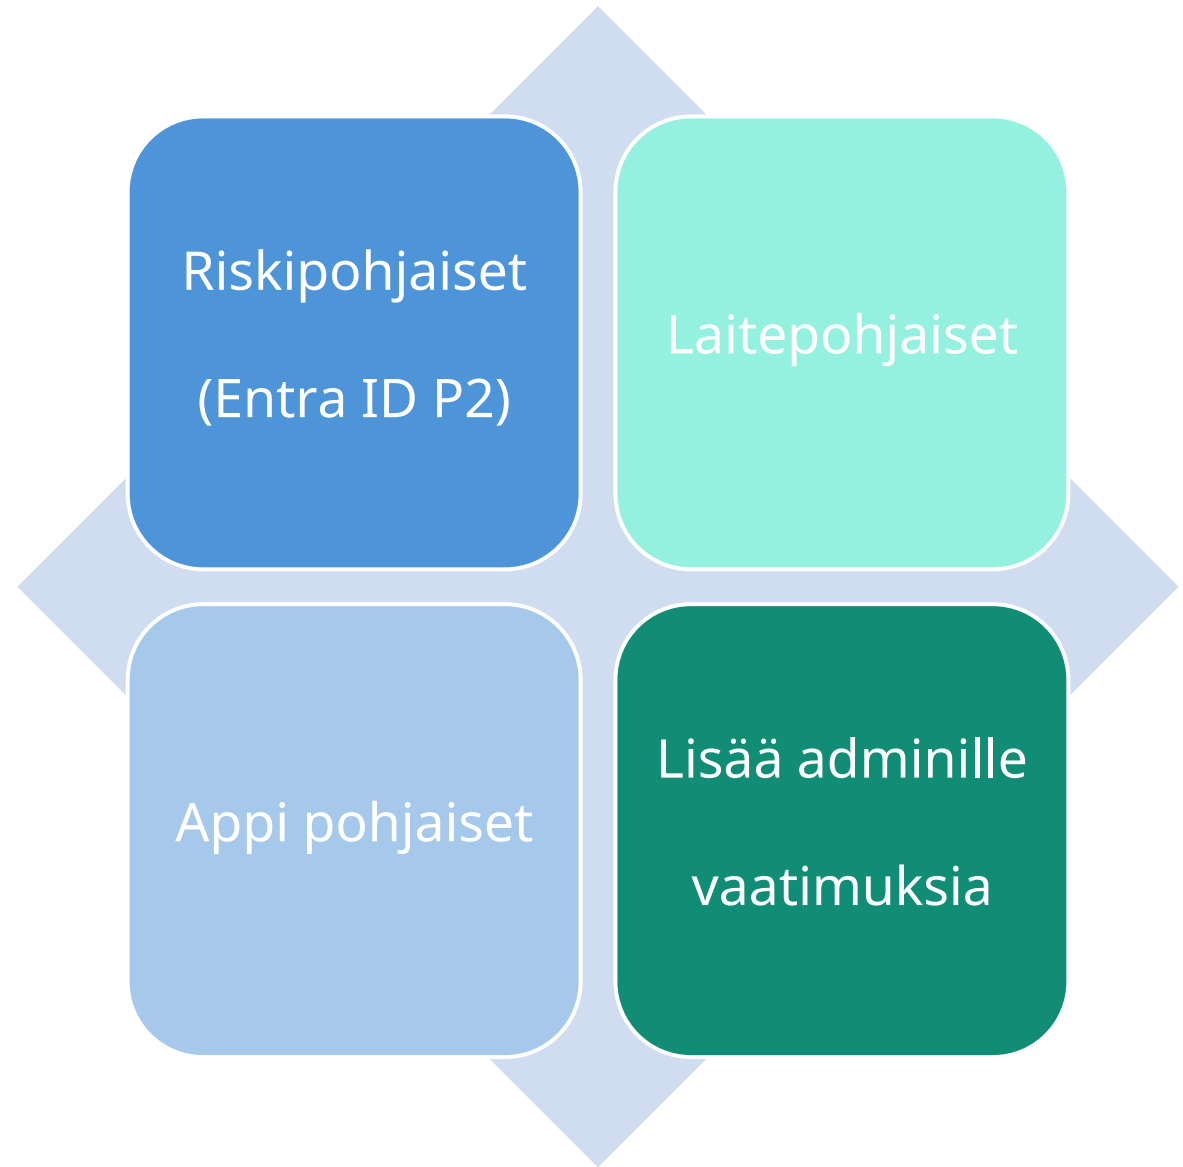 Riskipohjaiset
(Entra ID P2)
Laitepohjaiset
Appi pohjaiset
Lisää adminille
vaatimuksia